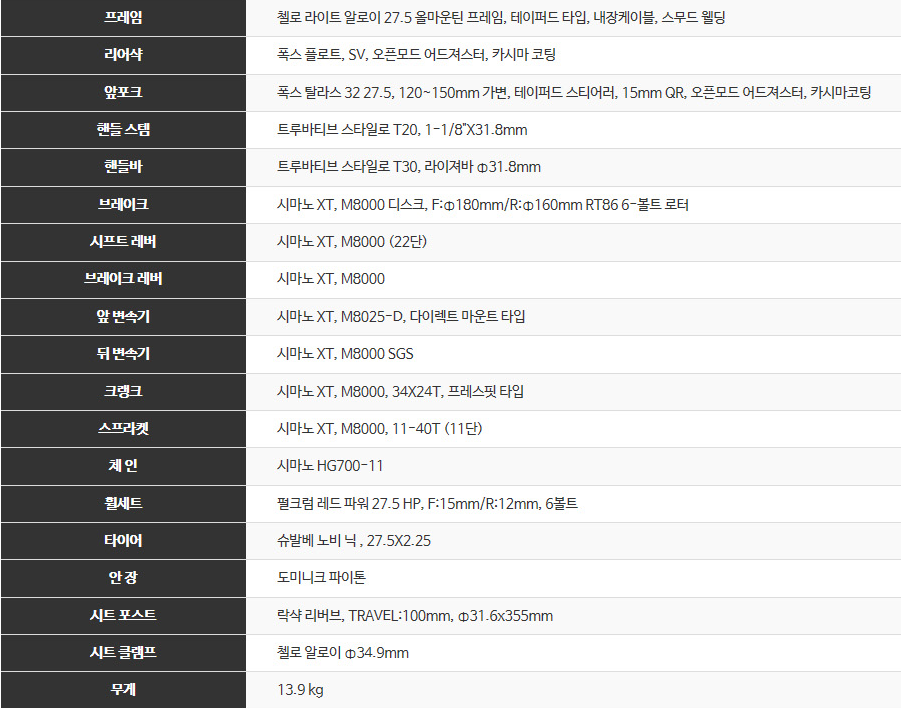 프레임 첼로 라이트 알로이 27.5 올마운틴 프레임, 테이퍼드 타입, 내장케이블, 스무드 웰딩
리어샥 폭스 플로트, SV, 오픈모드 어드져스터, 카시마 코팅
앞포크 폭스 탈라스 32 27.5, 120~150mm 가변, 테이퍼드 스티어러, 15mm QR, 오픈모드 어드져스터, 카시마코팅
핸들 스템 트루바티브 스타일로 T20, 1-1/8"X31.8mm
핸들바 트루바티브 스타일로 T30, 라이져바 Φ31.8mm
브레이크 시마노 XT, M8000 디스크, F:Φ180mm/R:Φ160mm RT86 6-볼트 로터
시프트 레버 시마노 XT, M8000 (22단)
브레이크 레버 시마노 XT, M8000
앞 변속기 시마노 XT, M8025-D, 다이렉트 마운트 타입
뒤 변속기 시마노 XT, M8000 SGS
크랭크 시마노 XT, M8000, 34X24T, 프레스핏 타입
스프라켓 시마노 XT, M8000, 11-40T (11단)
체 인 시마노 HG700-11
휠세트 펄크럼 레드 파워 27.5 HP, F:15mm/R:12mm, 6볼트
타이어 슈발베 노비 닉 , 27.5X2.25
안 장 도미니크 파이톤
시트 포스트 락샥 리버브, TRAVEL:100mm, Φ31.6x355mm
시트 클램프 첼로 알로이 Φ34.9mm
무게 13.9 kg